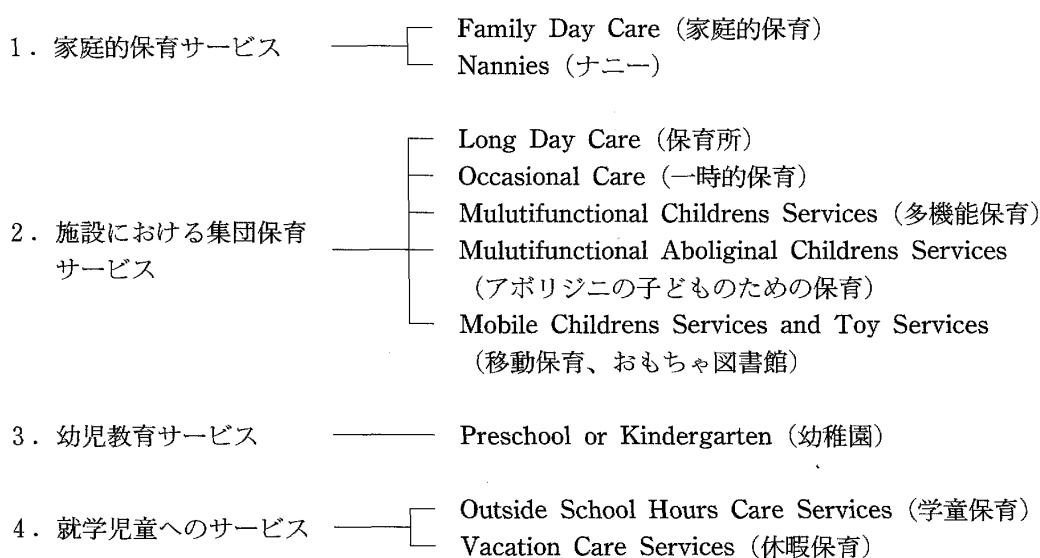 1. 家庭的保育サービス
Family Day Care (家庭的保育)
Nannies (ナニー)
2. 施設における集団保育
サービス
Long Day Care (保育所)
Occasional Care (一時的保育)
Mulutifunctional Childrens Services (多機能保育)
Mulutifunctional Aboliginal Childrens Services
(アボリジニの子どものための保育)
Mobile Childrens Services and Toy Services
(移動保育、おもちゃ図書館)
3. 幼児教育サービス
Preschool or Kindergarten (幼稚園)
4. 就学児童へのサービス
Outside School Hours Care Services (学童保育)
Vacation Care Services (休暇保育)